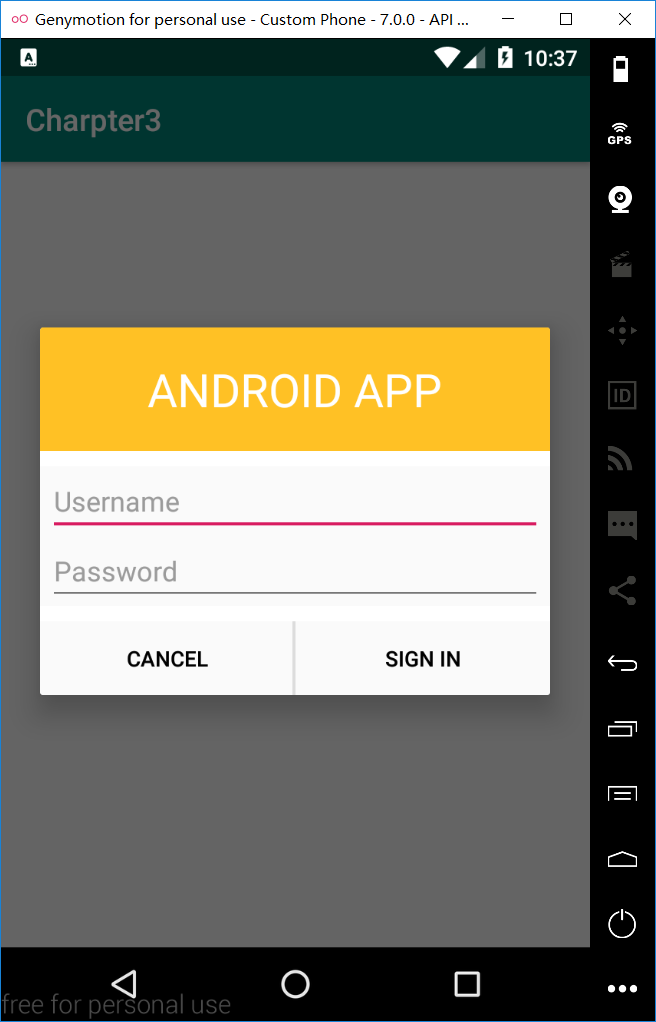 Genymotion for personal use - Custom Phone - 7.0.0 - API ...
A
10:37
Charpter3
GPS
ANDROID APP
ID
Username
Password
CANCEL
SIGN IN
free for personal use